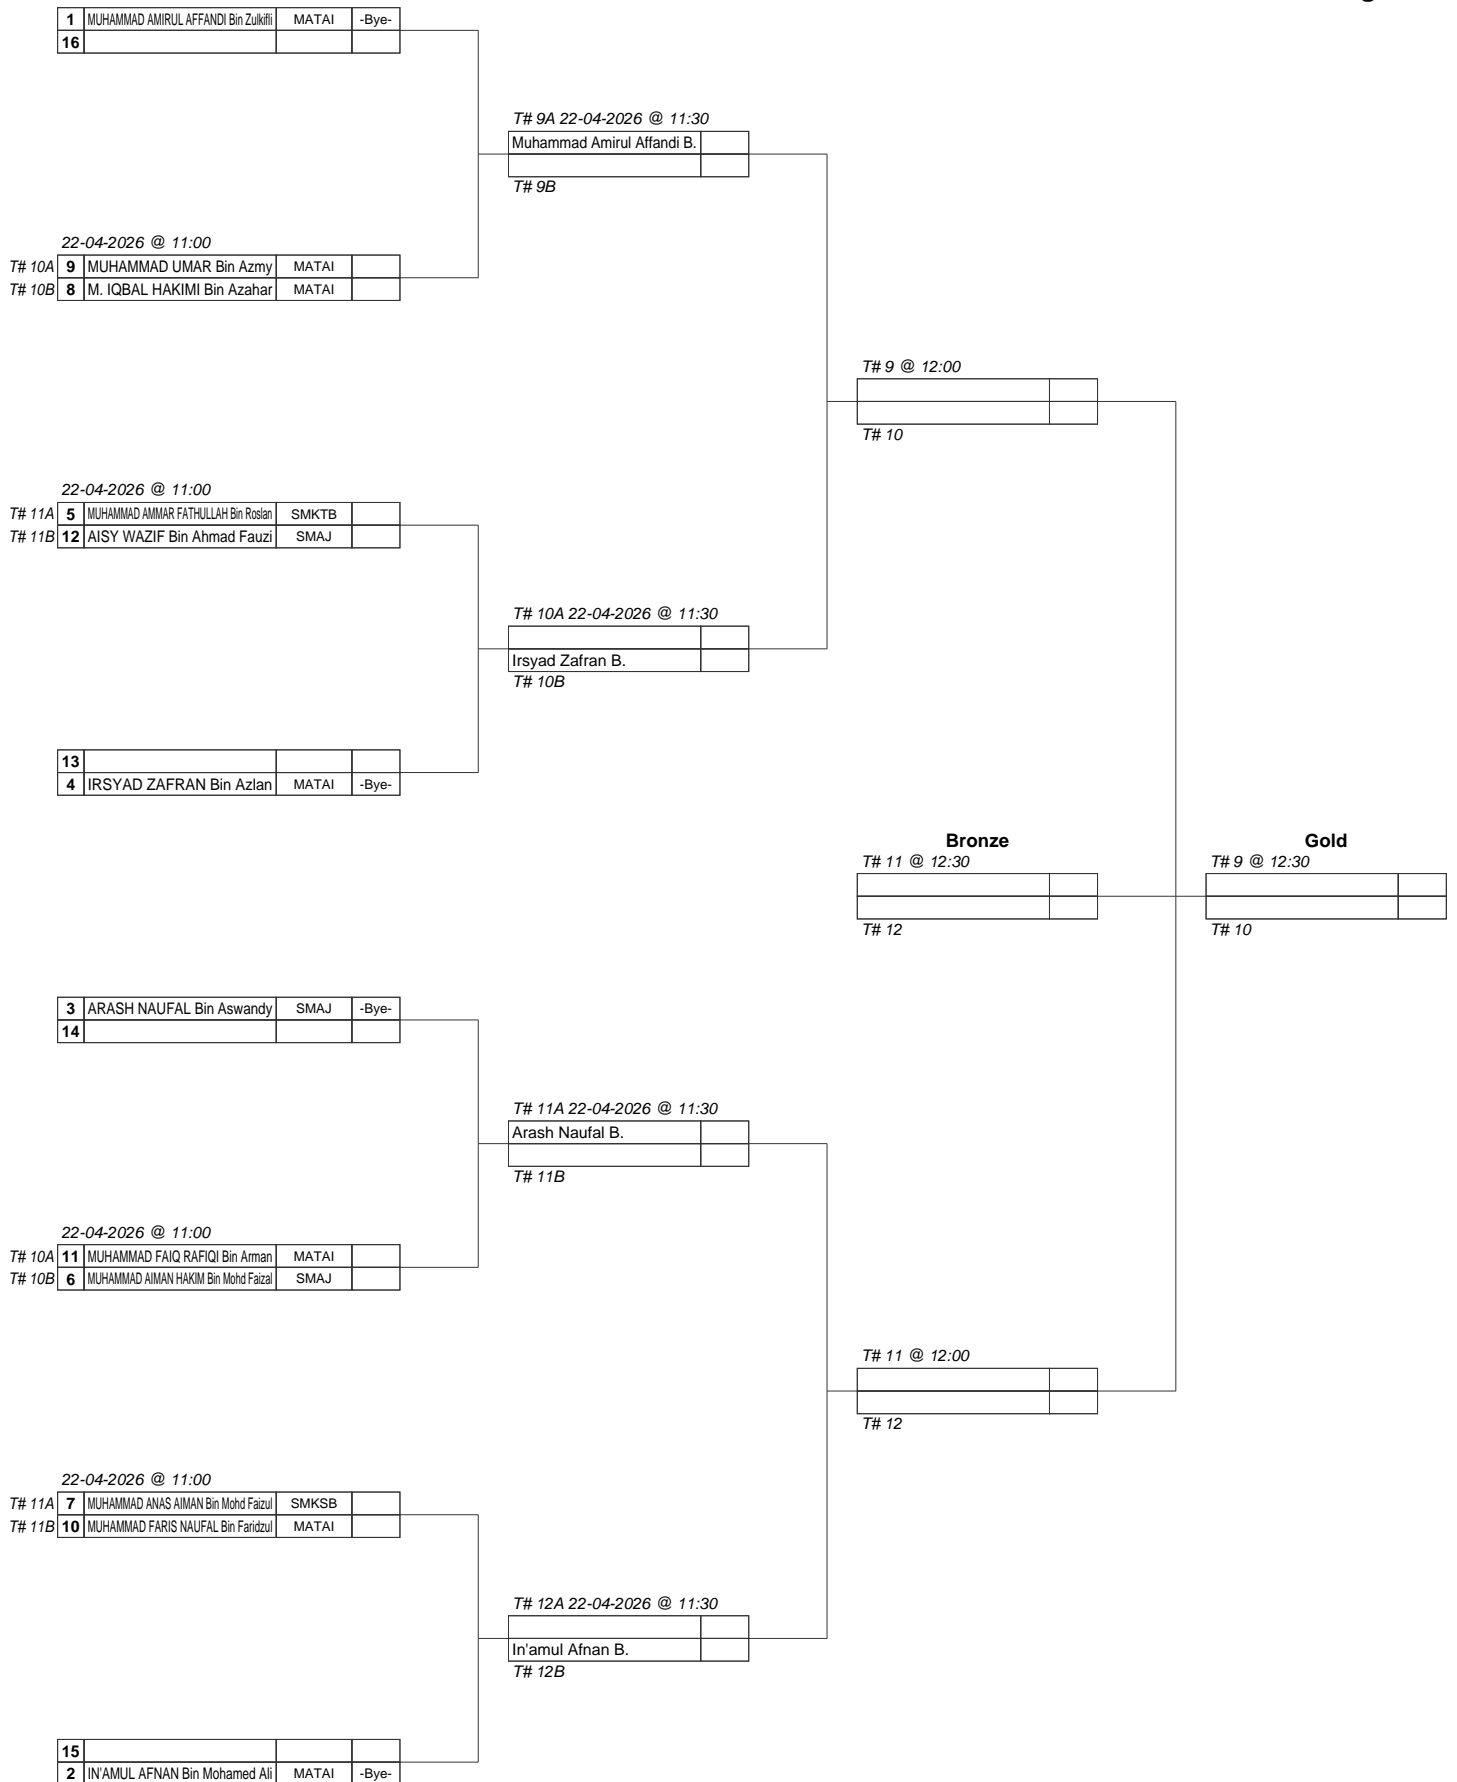 1 MUHAMMAD AMIRUL AFFANDI Bin Zulkifli MATAI -Bye-
16
T# 9A 22-04-2026 @ 11:30
Muhammad Amirul Affandi B.
T# 9B
22-04-2026 @ 11:00
T# 10A 9 MUHAMMAD UMAR Bin Azmy MATAI
T# 10B 8 M. IQBAL HAKIMI Bin Azahar MATAI
T# 9 @ 12:00
T# 10
22-04-2026 @ 11:00
T# 11A 5 MUHAMMAD AMMAR FATHULLAH Bin Roslan SMKTB
T# 11B 12 AISY WAZIF Bin Ahmad Fauzi SMAJ
T# 10A 22-04-2026 @ 11:30
Irsyad Zafran B.
T# 10B
13
4 IRSYAD ZAFRAN Bin Azlan MATAI -Bye-
Bronze Gold
T# 11 @ 12:30 T# 9 @ 12:30
T# 12 T# 10
3 ARASH NAUFAL Bin Aswandy SMAJ -Bye-
14
T# 11A 22-04-2026 @ 11:30
Arash Naufal B.
T# 11B
22-04-2026 @ 11:00
T# 10A 11 MUHAMMAD FAIQ RAFIQI Bin Arman MATAI
T# 10B 6 MUHAMMAD AIMAN HAKIM Bin Mohd Faizal SMAJ
T# 11 @ 12:00
T# 12
22-04-2026 @ 11:00
T# 11A 7 MUHAMMAD ANAS AIMAN Bin Mohd Faizul SMKSB
T# 11B 10 MUHAMMAD FARIS NAUFAL Bin Faridzul MATAI
T# 12A 22-04-2026 @ 11:30
In'amul Afnan B.
T# 12B
15
2 IN'AMUL AFNAN Bin Mohamed Ali MATAI -Bye-